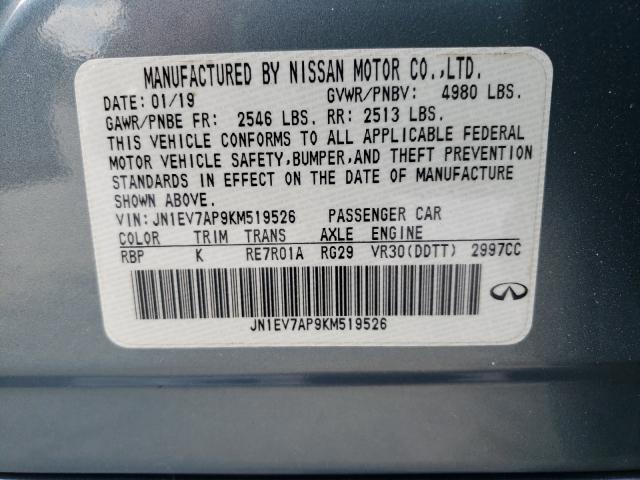 MANUFACTURED BY NISSAN MOTOR CO.,LTD.
DATE: 01/19 GVWR/PNBV: 4980 LBS.
GAWR/PNBE FR: 2546 LBS. RR: 2513 LBS.
THIS VEHICLE CONFORMS TO ALL APPLICABLE FEDERAL
MOTOR VEHICLE SAFETY,BUMPER,AND THEFT PREVENTION
STANDARDS IN EFFECT ON THE DATE OF MANUFACTURE
SHOWN ABOVE.
VIN: JN1EV7AP9KM519526 PASSENGER CAR
COLOR TRIM TRANS AXLE ENGINE
RBP K RE7R01A RG29 VR30(DDTT) 2997CC
JN1EV7AP9KM519526